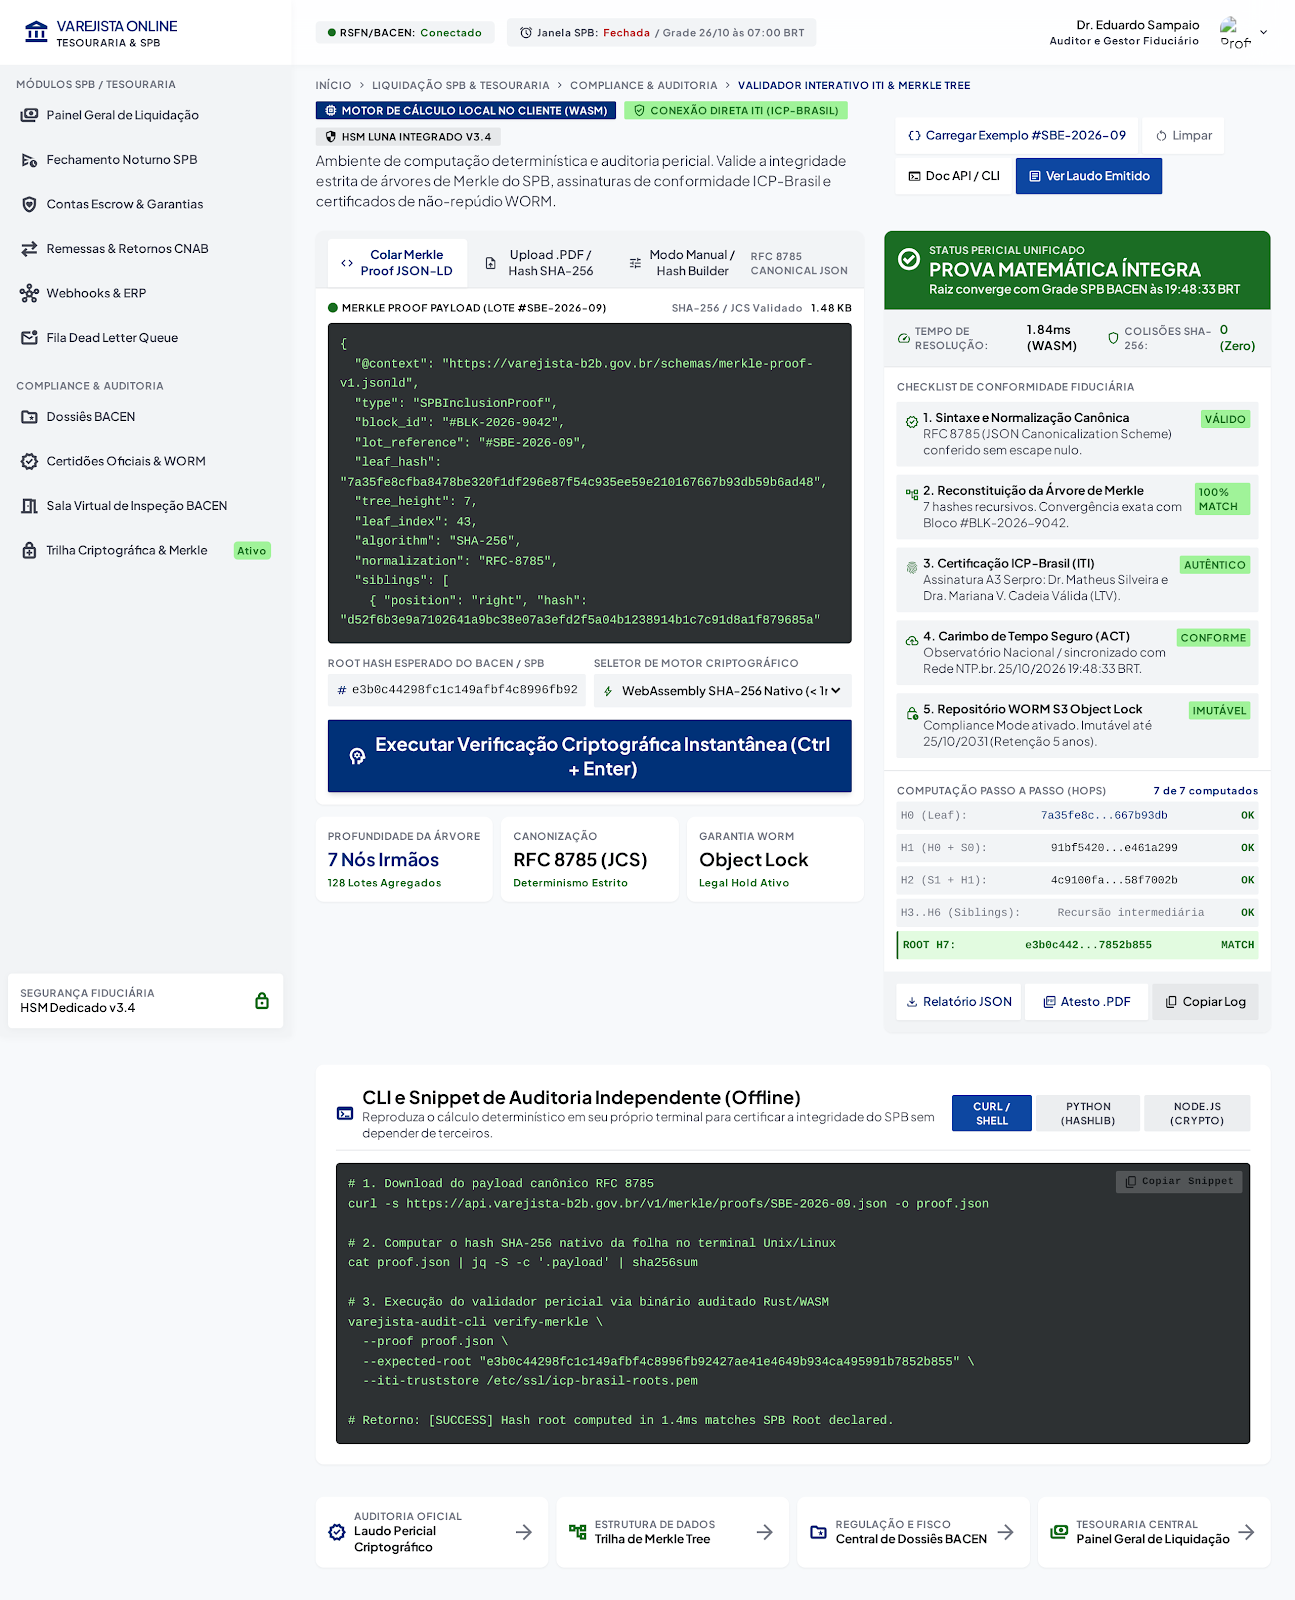 VAREJISTA ONLINE
TESOURARIA & SPB
RSFN/BACEN: Conectado
Janela SPB: Fechada / Grade 26/10 às 07:00 BRT
Dr. Eduardo Sampaio
Auditor e Gestor Fiduciário
MÓDULOS SPB / TESOURARIA
Painel Geral de Liquidação
Fechamento Noturno SPB
Contas Escrow & Garantias
Remessas & Retornos CNAB
Webhooks & ERP
Fila Dead Letter Queue
COMPLIANCE & AUDITORIA
Dossiês BACEN
Certidões Oficiais & WORM
Sala Virtual de Inspeção BACEN
Trilha Criptográfica & Merkle
Ativo
SEGURANÇA FIDUCIÁRIA
HSM Dedicado v3.4
INÍCIO > LIQUIDAÇÃO SPB & TESOURARIA > COMPLIANCE & AUDITORIA > VALIDADOR INTERATIVO ITI & MERKLE TREE
MOTOR DE CÁLCULO LOCAL NO CLIENTE (WASM)
CONEXÃO DIRETA ITI (ICP-BRASIL)
HSM LUNA INTEGRADO V3.4
Ambiente de computação determinística e auditoria pericial. Valide a integridade
estrita de árvores de Merkle do SPB, assinaturas de conformidade ICP-Brasil e
certificados de não-repúdio WORM.
Carregar Exemplo #SBE-2026-09
Limpar
Doc API / CLI
Ver Laudo Emitido
Colar Merkle
Proof JSON-LD
Upload .PDF /
Hash SHA-256
Modo Manual /
Hash Builder
RFC 8785
CANONICAL JSON
MERKLE PROOF PAYLOAD (LOTE #SBE-2026-09)
SHA-256 / JCS Validado 1.48 KB
{
"@context": "https://varejista-b2b.gov.br/schemas/merkle-proof-
v1.jsonld",
"type": "SPBInclusionProof",
"block_id": "#BLK-2026-9042",
"lot_reference": "#SBE-2026-09",
"leaf_hash":
"7a35fe8cfba8478be320f1df296e87f54c935ee59e210167667b93db59b6ad48",
"tree_height": 7,
"leaf_index": 43,
"algorithm": "SHA-256",
"normalization": "RFC-8785",
"siblings": [
{ "position": "right", "hash":
"d52f6b3e9a7102641a9bc38e07a3efd2f5a04b1238914b1c7c91d8a1f879685a"
ROOT HASH ESPERADO DO BACEN / SPB
# e3b0c44298fc1c149afbf4c8996fb92
SELETOR DE MOTOR CRIPTOGRÁFICO
WebAssembly SHA-256 Nativo (< 1r
Executar Verificação Criptográfica Instantânea (Ctrl
+ Enter)
PROFUNDIDADE DA ÁRVORE
7 Nós Irmãos
128 Lotes Agregados
CANONIZAÇÃO
RFC 8785 (JCS)
Determinismo Estrito
GARANTIA WORM
Object Lock
Legal Hold Ativo
STATUS PERICIAL UNIFICADO
PROVA MATEMÁTICA ÍNTEGRA
Raiz converge com Grade SPB BACEN às 19:48:33 BRT
TEMPO DE
RESOLUÇÃO:
1.84ms
(WASM)
COLISÕES SHA-
256:
0
(Zero)
CHECKLIST DE CONFORMIDADE FIDUCIÁRIA
1. Sintaxe e Normalização Canônica
RFC 8785 (JSON Canonicalization Scheme)
conferido sem escape nulo.
VÁLIDO
2. Reconstituição da Árvore de Merkle
7 hashes recursivos. Convergência exata com
Bloco #BLK-2026-9042.
100%
MATCH
3. Certificação ICP-Brasil (ITI)
Assinatura A3 Serpro: Dr. Matheus Silveira e
Dra. Mariana V. Cadeia Válida (LTV).
AUTÊNTICO
4. Carimbo de Tempo Seguro (ACT)
Observatório Nacional / sincronizado com
Rede NTP.br. 25/10/2026 19:48:33 BRT.
CONFORME
5. Repositório WORM S3 Object Lock
Compliance Mode ativado. Imutável até
25/10/2031 (Retenção 5 anos).
IMUTÁVEL
COMPUTAÇÃO PASSO A PASSO (HOPS)
7 de 7 computados
H0 (Leaf): 7a35fe8c...667b93db OK
H1 (H0 + S0): 91bf5420...e461a299 OK
H2 (S1 + H1): 4c9100fa...58f7002b OK
H3..H6 (Siblings): Recursão intermediária OK
ROOT H7: e3b0c442...7852b855 MATCH
Relatório JSON
Atesto .PDF
Copiar Log
CLI e Snippet de Auditoria Independente (Offline)
Reproduza o cálculo determinístico em seu próprio terminal para certificar a integridade do SPB sem
depender de terceiros.
CURL /
SHELL
PYTHON
(HASHLIB)
NODE.JS
(CRYPTO)
Copiar Snippet
# 1. Download do payload canônico RFC 8785
curl -s https://api.varejista-b2b.gov.br/v1/merkle/proofs/SBE-2026-09.json -o proof.json
# 2. Computar o hash SHA-256 nativo da folha no terminal Unix/Linux
cat proof.json | jq -S -c '.payload' | sha256sum
# 3. Execução do validador pericial via binário auditado Rust/WASM
varejista-audit-cli verify-merkle \
--proof proof.json \
--expected-root "e3b0c44298fc1c149afbf4c8996fb92427ae41e4649b934ca495991b7852b855" \
--iti-truststore /etc/ssl/icp-brasil-roots.pem
# Retorno: [SUCCESS] Hash root computed in 1.4ms matches SPB Root declared.
AUDITORIA OFICIAL
Laudo Pericial
Criptográfico
ESTRUTURA DE DADOS
Trilha de Merkle Tree
REGULAÇÃO E FISCO
Central de Dossiês BACEN
TESOURARIA CENTRAL
Painel Geral de Liquidação